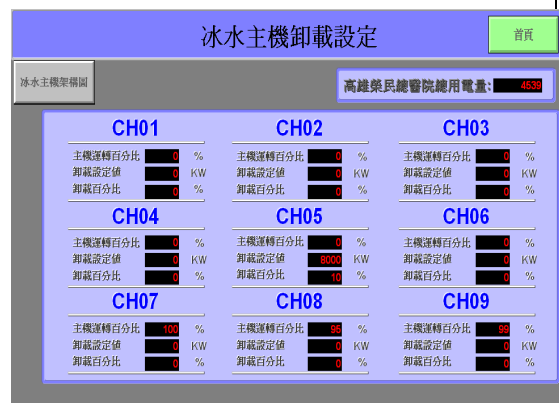 冰水主機卸載設定
首頁
冰水主機架構圖
高雄榮民總醫院總用電量: 4539
CH01 CH02 CH03
主機運轉百分比 0 % 主機運轉百分比 0 % 主機運轉百分比 0 %
卸載設定值 0 KW 卸載設定值 0 KW 卸載設定值 0 KW
卸載百分比 0 % 卸載百分比 0 % 卸載百分比 0 %
CH04 CH05 CH06
主機運轉百分比 0 % 主機運轉百分比 0 % 主機運轉百分比 0 %
卸載設定值 0 KW 卸載設定值 8000 KW 卸載設定值 0 KW
卸載百分比 0 % 卸載百分比 10 % 卸載百分比 0 %
CH07 CH08 CH09
主機運轉百分比 100 % 主機運轉百分比 95 % 主機運轉百分比 99 %
卸載設定值 0 KW 卸載設定值 0 KW 卸載設定值 0 KW
卸載百分比 0 % 卸載百分比 0 % 卸載百分比 0 %